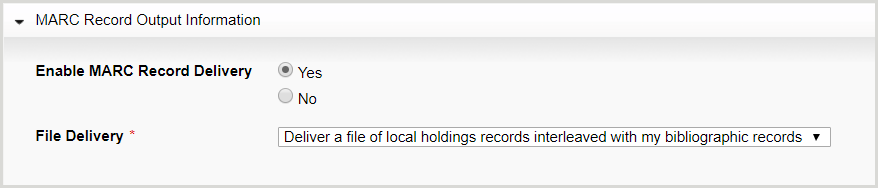 MARC Record Output Information
Enable MARC Record Delivery
Yes
No
File Delivery *
Deliver a file of local holdings records interleaved with my bibliographic records